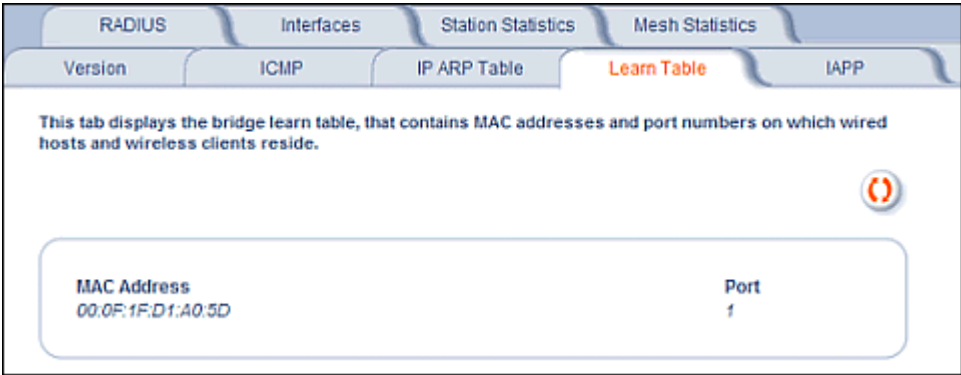 RADIUS Interfaces Station Statistics Mesh Statistics
Version ICMP IP ARP Table Learn Table IAPP
This tab displays the bridge learn table, that contains MAC addresses and port numbers on which wired
hosts and wireless clients reside.
MAC Address Port
00:0F:1F:D1:A0:5D 1